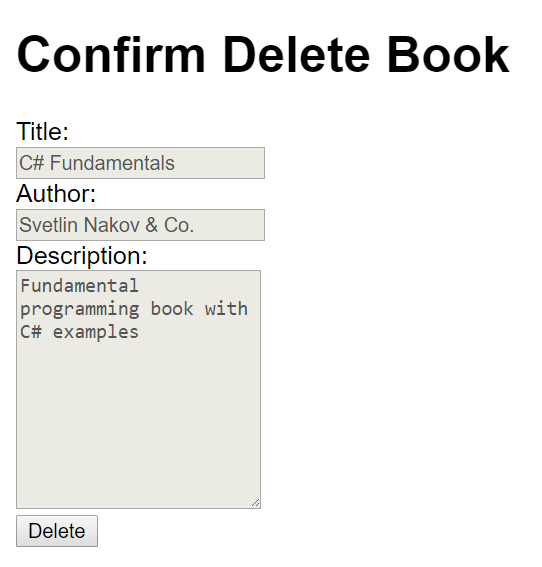 Confirm Delete Book
Title:
C# Fundamentals
Author:
Svetlin Nakov & Co.
Description:
Fundamental
programming book with
C# examples
Delete